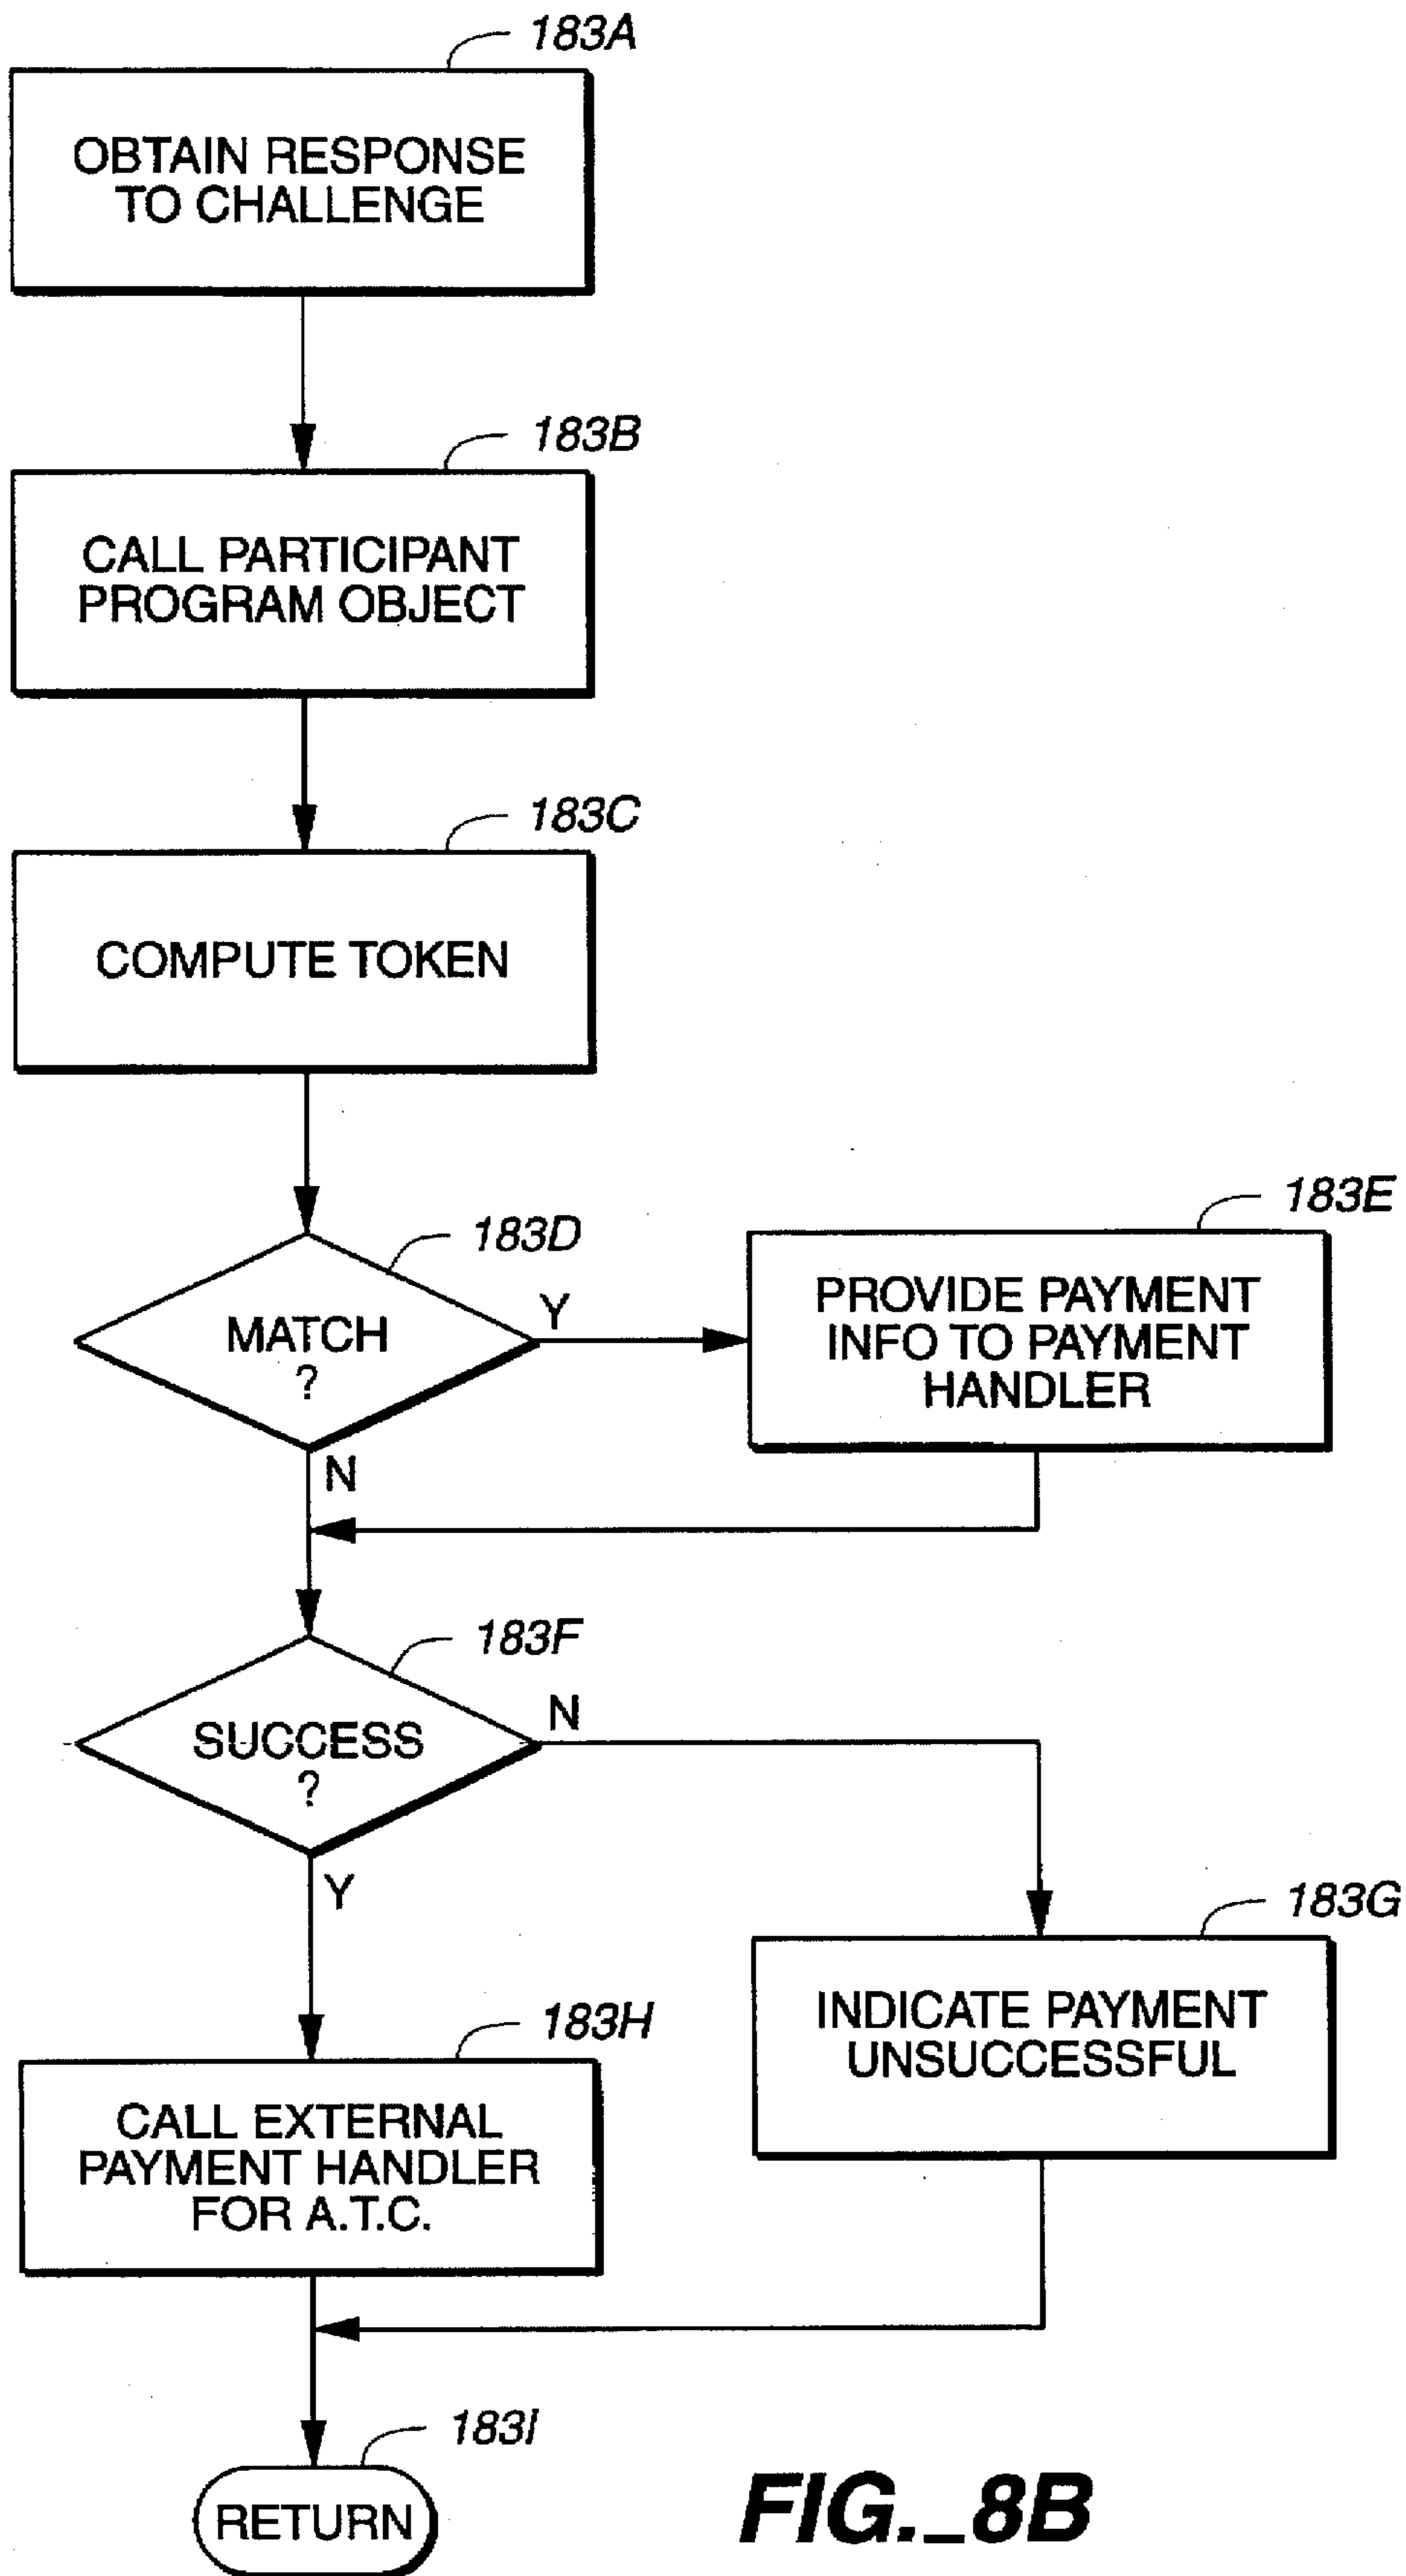 183A
OBTAIN RESPONSE
TO CHALLENGE
183B
CALL PARTICIPANT
PROGRAM OBJECT
183C
COMPUTE TOKEN
183D
MATCH
?
Y
N
183E
PROVIDE PAYMENT
INFO TO PAYMENT
HANDLER
183F
SUCCESS
?
N
Y
183G
INDICATE PAYMENT
UNSUCCESSFUL
183H
CALL EXTERNAL
PAYMENT HANDLER
FOR A.T.C.
183I
RETURN
FIG._8B